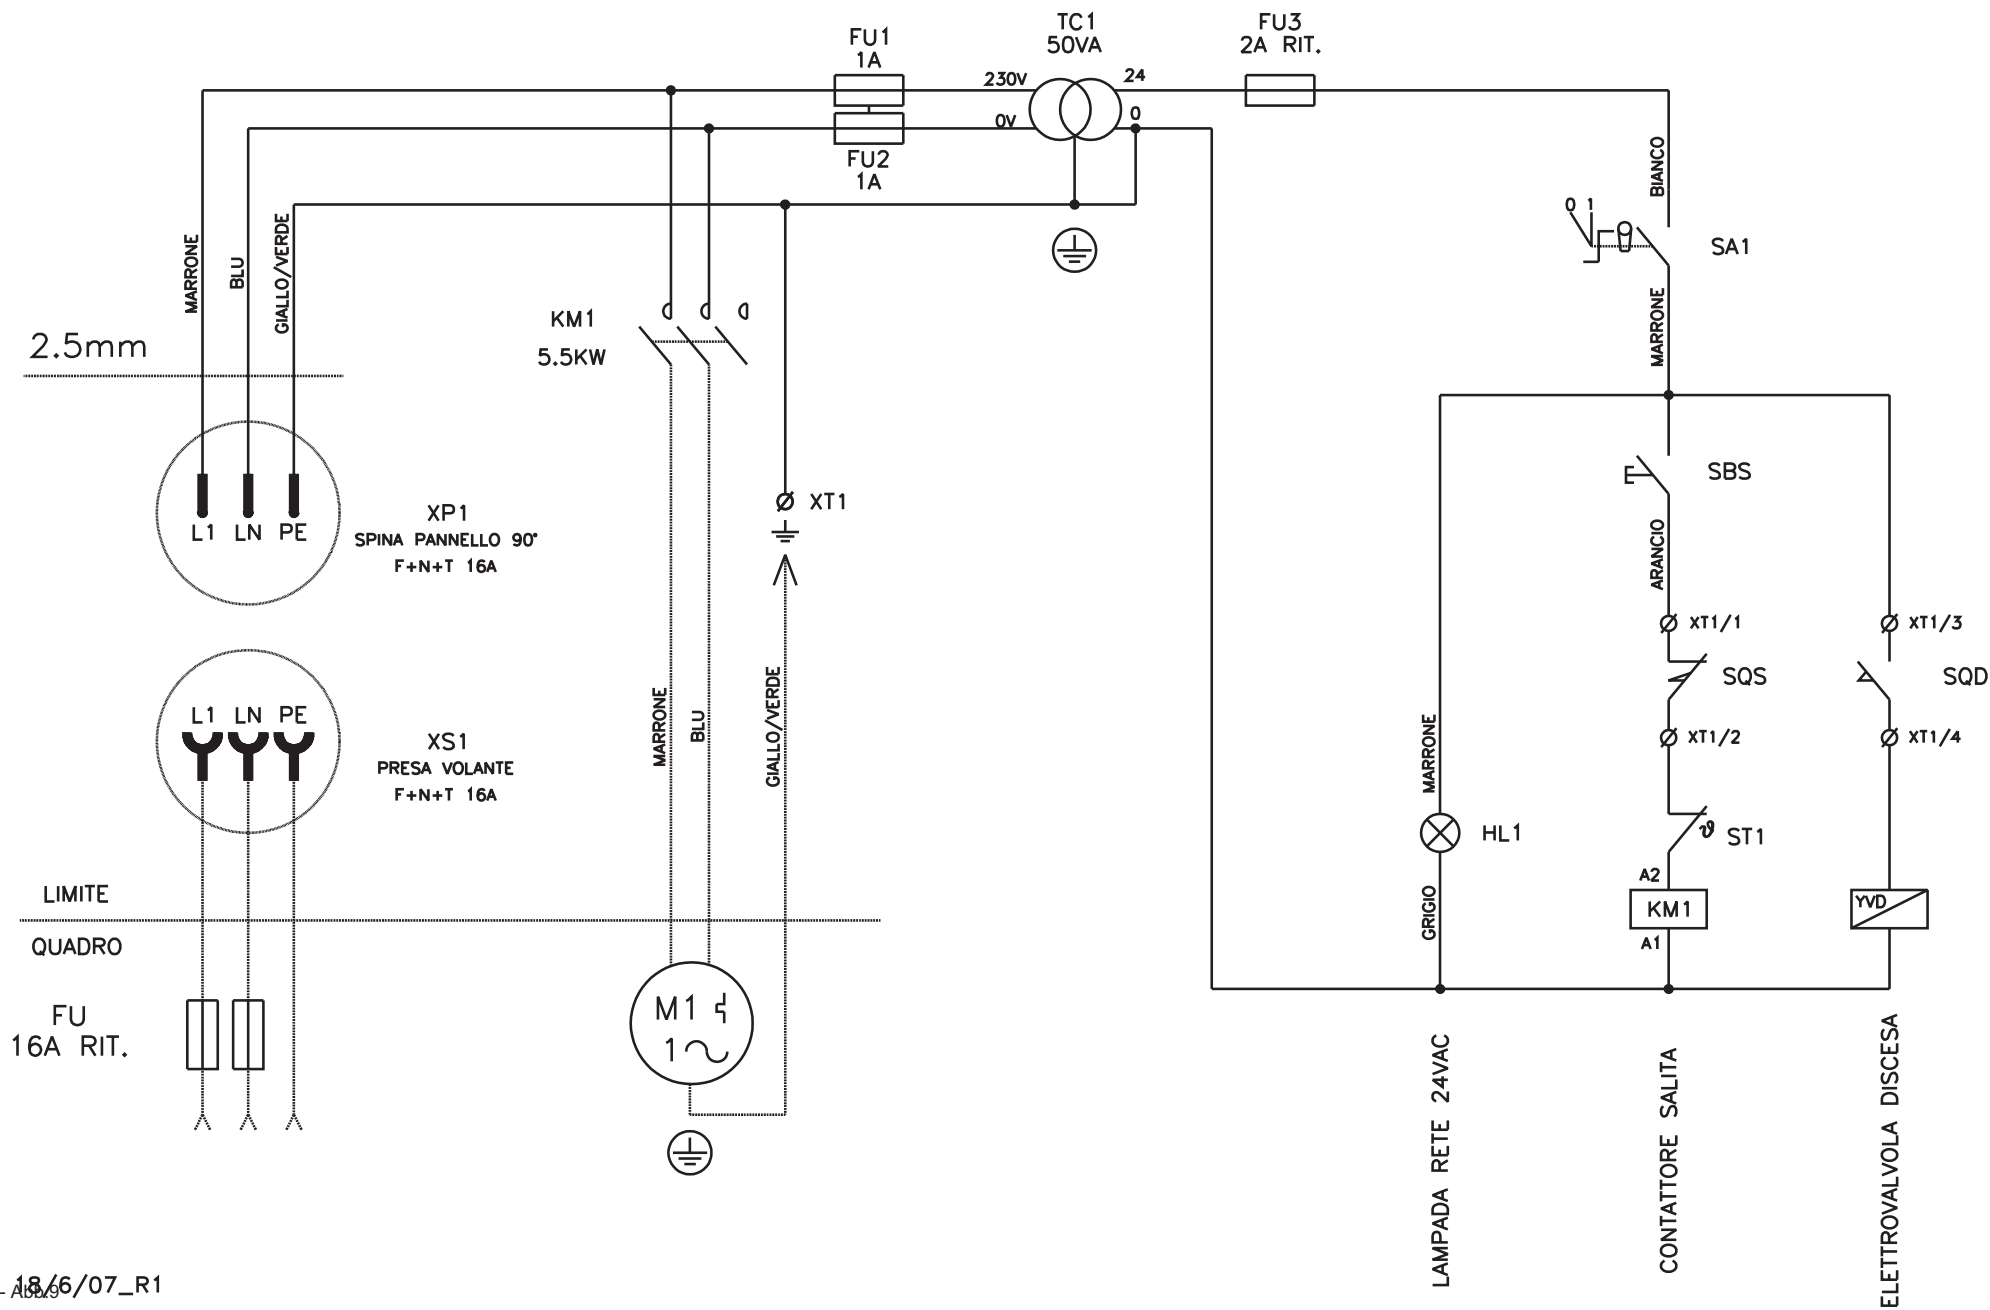 FU1
1A
TC1
50VA
FU3
2A RIT.
230V
24
0V
0
FU2
1A
BIANCO
0 1
SA1
MARRONE
MARRONE
BLU
GIALLO/VERDE
2.5mm
KM1
5.5KW
L1 LN PE
XP1
SPINA PANNELLO 90°
F+N+T 16A
XT1
SBS
ARANCIO
XT1/1
XT1/3
SQS
SQD
XT1/2
XT1/4
L1 LN PE
XS1
PRESA VOLANTE
F+N+T 16A
MARRONE
BLU
GIALLO/VERDE
MARRONE
HL1
ϑ
ST1
A2
KM1
A1
YVD
GRIGIO
LIMITE
QUADRO
FU
16A RIT.
M1
1~
LAMPADA RETE 24VAC
CONTATTORE SALITA
ELETTROVALVOLA DISCESA
18/6/07_R1
- Abb.9